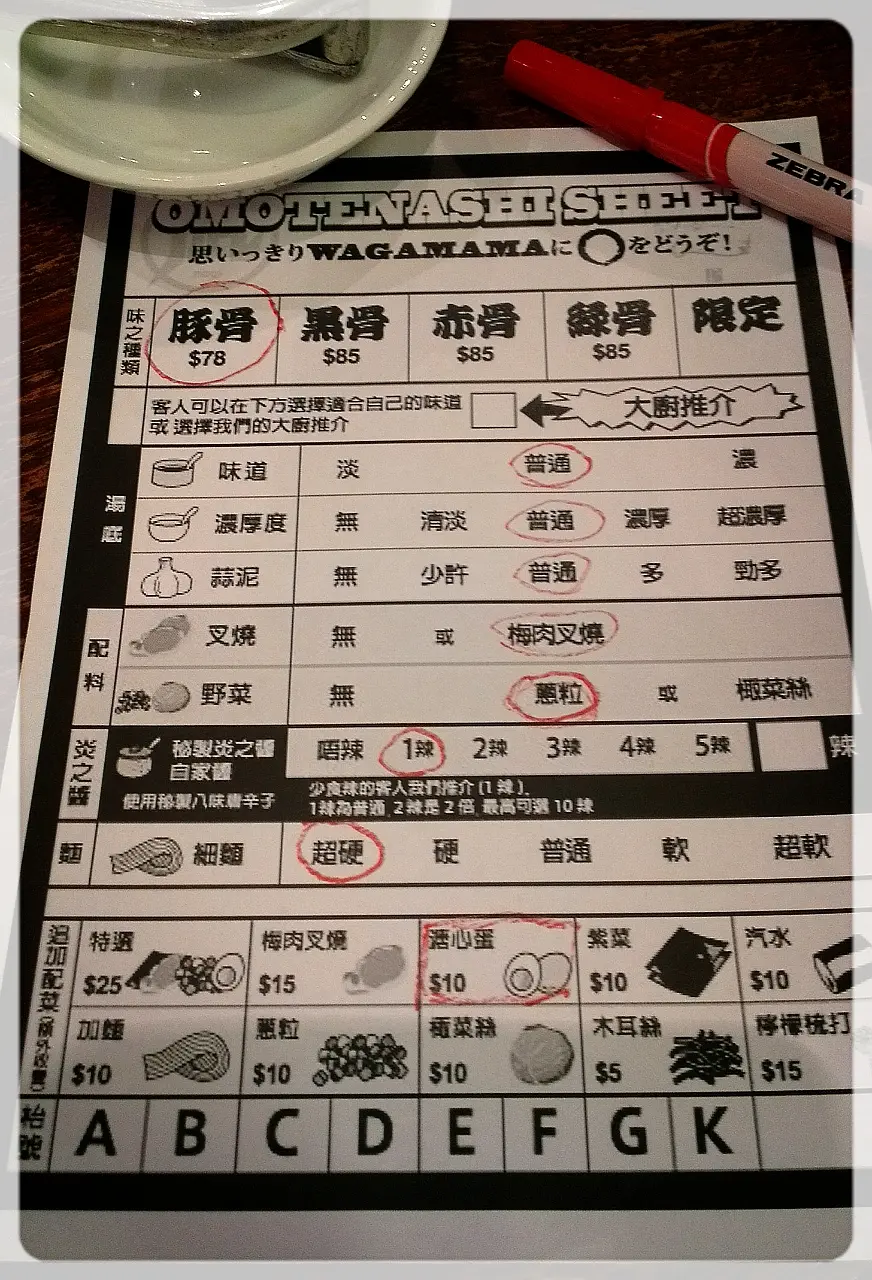 ZEBRA
OMOTENASHI SHEET
思いっきりWAGAMAMAに〇をどうぞ!
味之種類 豚骨 黒骨 赤骨 緑骨 限定
$78 $85 $85 $85
客人可以在下方選擇適合自己的味道
或 選擇我們的大廚推介
大廚推介
湯底
味道 淡 普通 濃
濃厚度 無 清淡 普通 濃厚 超濃厚
蒜泥 無 少許 普通 多 勁多
配料
叉燒 無 或 梅肉叉燒
野菜 無 蔥粒 或 椰菜絲
炎之醬
秘製炎之醬 唔辣 1辣 2辣 3辣 4辣 5辣 辣
自家醬
使用秘製八味唐辛子
少食辣的客人我們推介 (1 辣),
1辣為普通, 2辣是 2 倍, 最高可選 10 辣
麵 細麵 超硬 硬 普通 軟 超軟
追加配菜(額外收費)
特選 梅肉叉燒 溏心蛋 紫菜 汽水
$25 $15 $10 $10 $10
加麵 蔥粒 椰菜絲 木耳絲 檸檬梳打
$10 $10 $10 $5 $15
枱號 A B C D E F G K